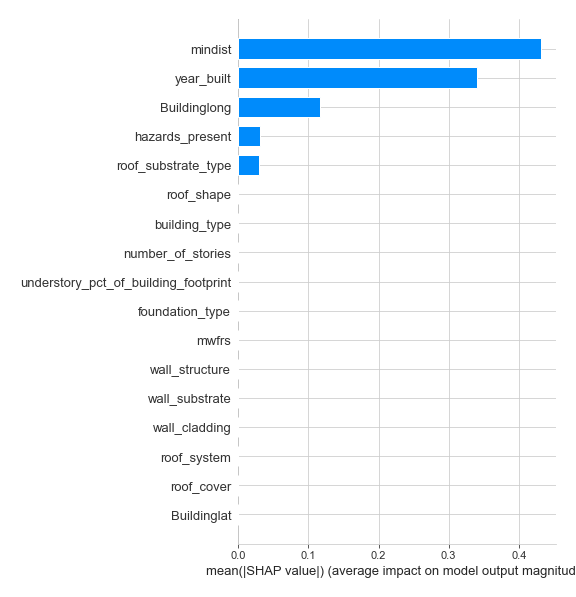 mindist
year_built
Buildinglong
hazards_present
roof_substrate_type
roof_shape
building_type
number_of_stories
understory_pct_of_building_footprint
foundation_type
mwfrs
wall_structure
wall_substrate
wall_cladding
roof_system
roof_cover
Buildinglat
0.0 0.1 0.2 0.3 0.4
mean(|SHAP value|) (average impact on model output magnitud